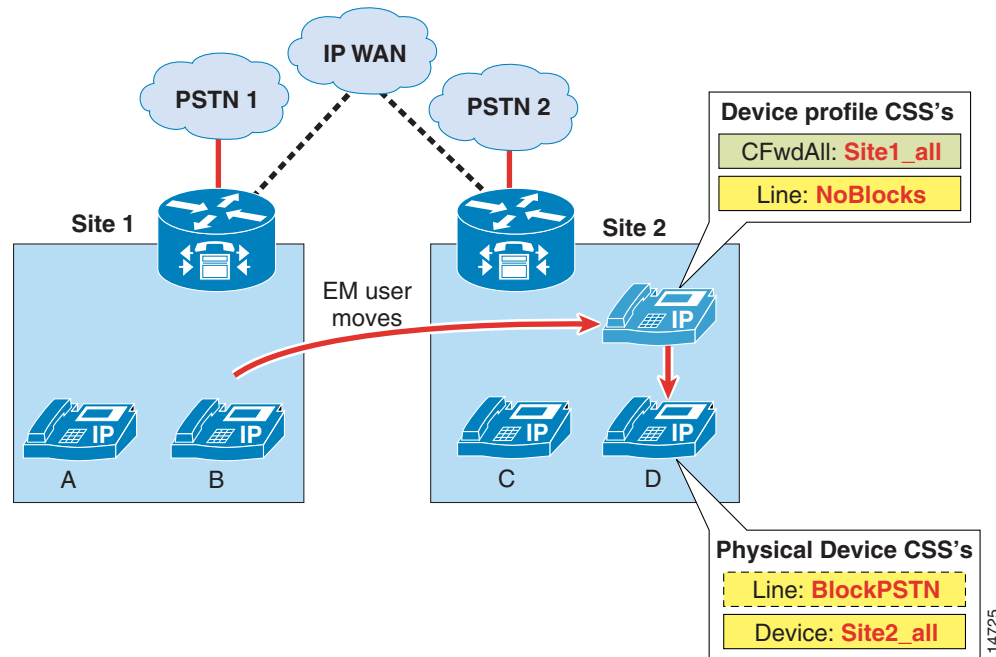 IP WAN
PSTN 1
PSTN 2
Device profile CSS's
CFwdAll: Site1_all
Line: NoBlocks
Site 1
Site 2
EM user
moves
IP
IP
IP
IP
IP
A
B
C
D
Physical Device CSS's
Line: BlockPSTN
Device: Site2_all
14725